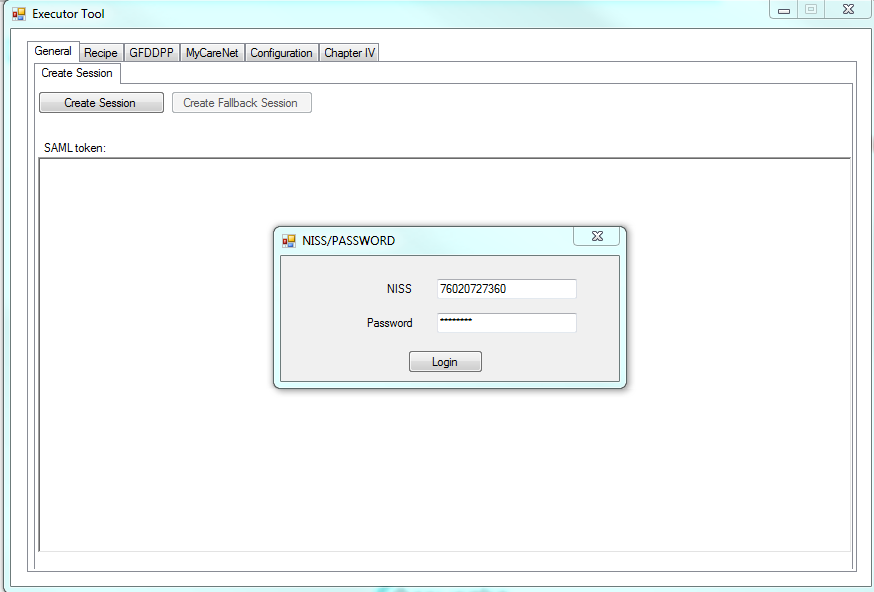 Executor Tool
General Recipe GFDDPP MyCareNet Configuration Chapter IV
Create Session
Create Session Create Fallback Session
SAML token:
NISS/PASSWORD
NISS 76020727360
Password ********
Login